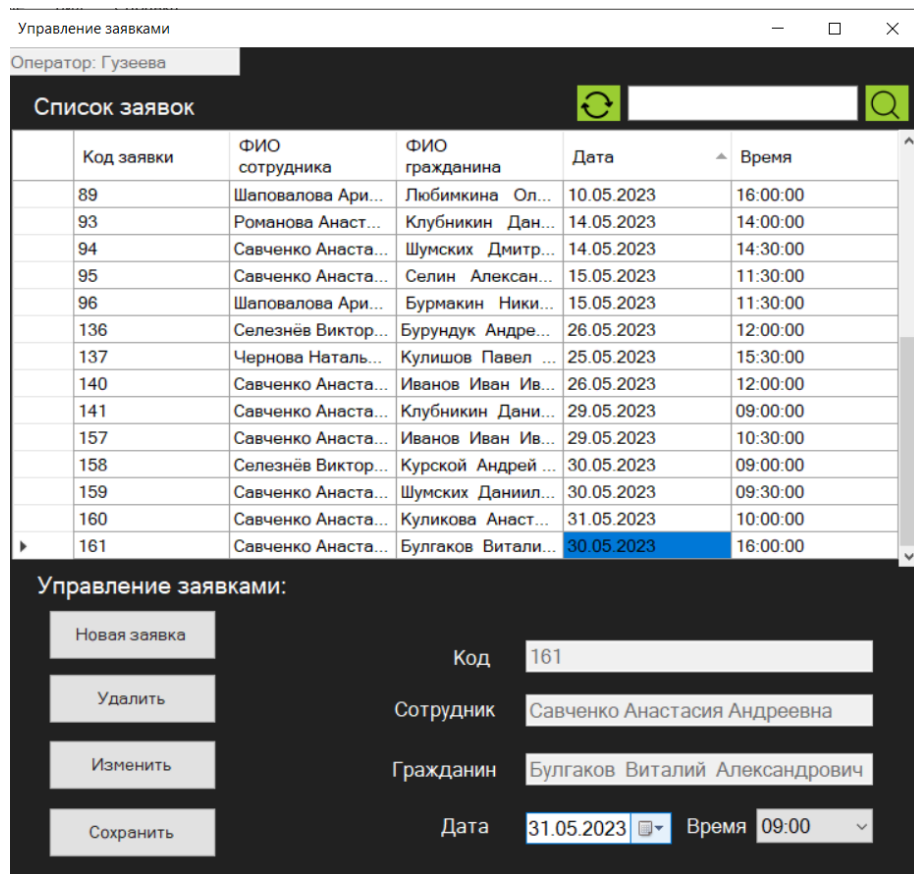 Управление заявками
Оператор: Гузеева
Список заявок
Код заявки ФИО сотрудника ФИО гражданина Дата Время
89 Шаповалова Ари... Любимкина Ол... 10.05.2023 16:00:00
93 Романова Анаст... Клубникин Дан... 14.05.2023 14:00:00
94 Савченко Анаста... Шумских Дмитр... 14.05.2023 14:30:00
95 Савченко Анаста... Селин Алексан... 15.05.2023 11:30:00
96 Шаповалова Ари... Бурмакин Ники... 15.05.2023 11:30:00
136 Селезнёв Виктор... Бурундук Андре... 26.05.2023 12:00:00
137 Чернова Наталь... Кулишов Павел ... 25.05.2023 15:30:00
140 Савченко Анаста... Иванов Иван Ив... 26.05.2023 12:00:00
141 Савченко Анаста... Клубникин Дани... 29.05.2023 09:00:00
157 Савченко Анаста... Иванов Иван Ив... 29.05.2023 10:30:00
158 Селезнёв Виктор... Курской Андрей ... 30.05.2023 09:00:00
159 Савченко Анаста... Шумских Даниил... 30.05.2023 09:30:00
160 Савченко Анаста... Куликова Анаст... 31.05.2023 10:00:00
161 Савченко Анаста... Булгаков Витали... 30.05.2023 16:00:00
Управление заявками:
Новая заявка
Код 161
Удалить
Сотрудник Савченко Анастасия Андреевна
Изменить
Гражданин Булгаков Виталий Александрович
Сохранить
Дата 31.05.2023 Время 09:00